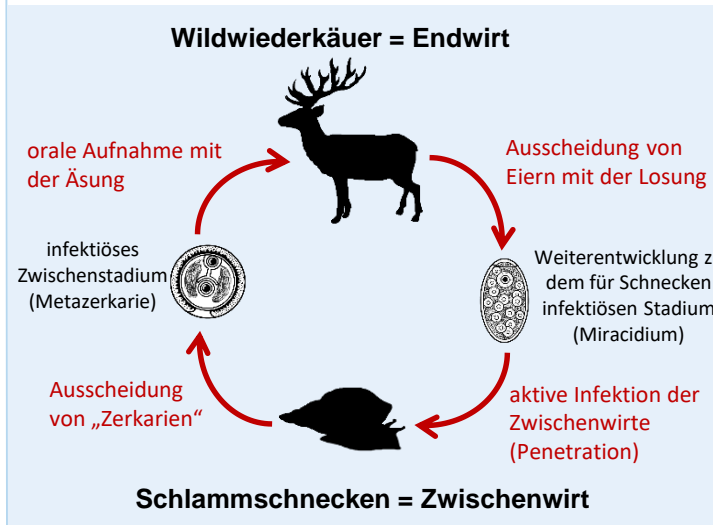 Wildwiederkäuer = Endwirt
orale Aufnahme mit
der Äsung
Ausscheidung von
Eiern mit der Losung
infektiöses
Zwischenstadium
(Metazerkarie)
Weiterentwicklung z
dem für Schnecken
infektiösen Stadium
(Miracidium)
Ausscheidung
von „Zerkarien“
aktive Infektion der
Zwischenwirte
(Penetration)
Schlammschnecken = Zwischenwirt